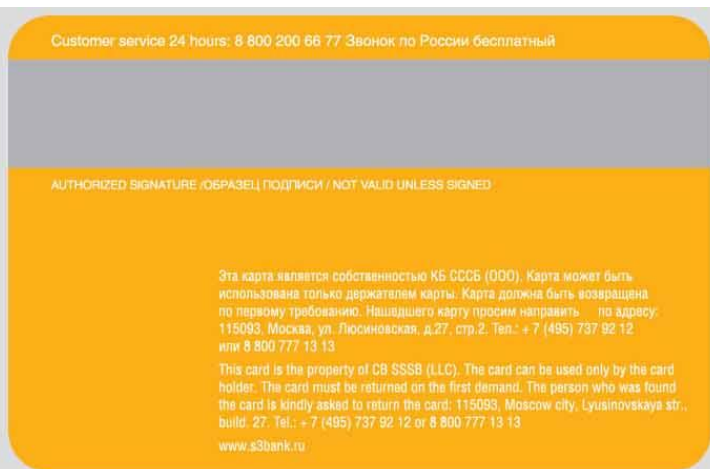 Customer service 24 hours: 8 800 200 66 77 Звонок по России бесплатный
AUTHORIZED SIGNATURE /ОБРАЗЕЦ ПОДПИСИ / NOT VALID UNLESS SIGNED
Эта карта является собственностью КБ СССБ (ООО). Карта может быть
использована только держателем карты. Карта должна быть возвращена
по первому требованию. Нашедшего карту просим направить по адресу:
115093, Москва, ул. Люсиновская, д.27, стр.2. Тел.: + 7 (495) 737 92 12
или 8 800 777 13 13
This card is the property of CB SSSB (LLC). The card can be used only by the card
holder. The card must be returned on the first demand. The person who was found
the card is kindly asked to return the card: 115093, Moscow city, Lyusinovskaya str.,
build. 27. Tel.: + 7 (495) 737 92 12 or 8 800 777 13 13
www.s3bank.ru